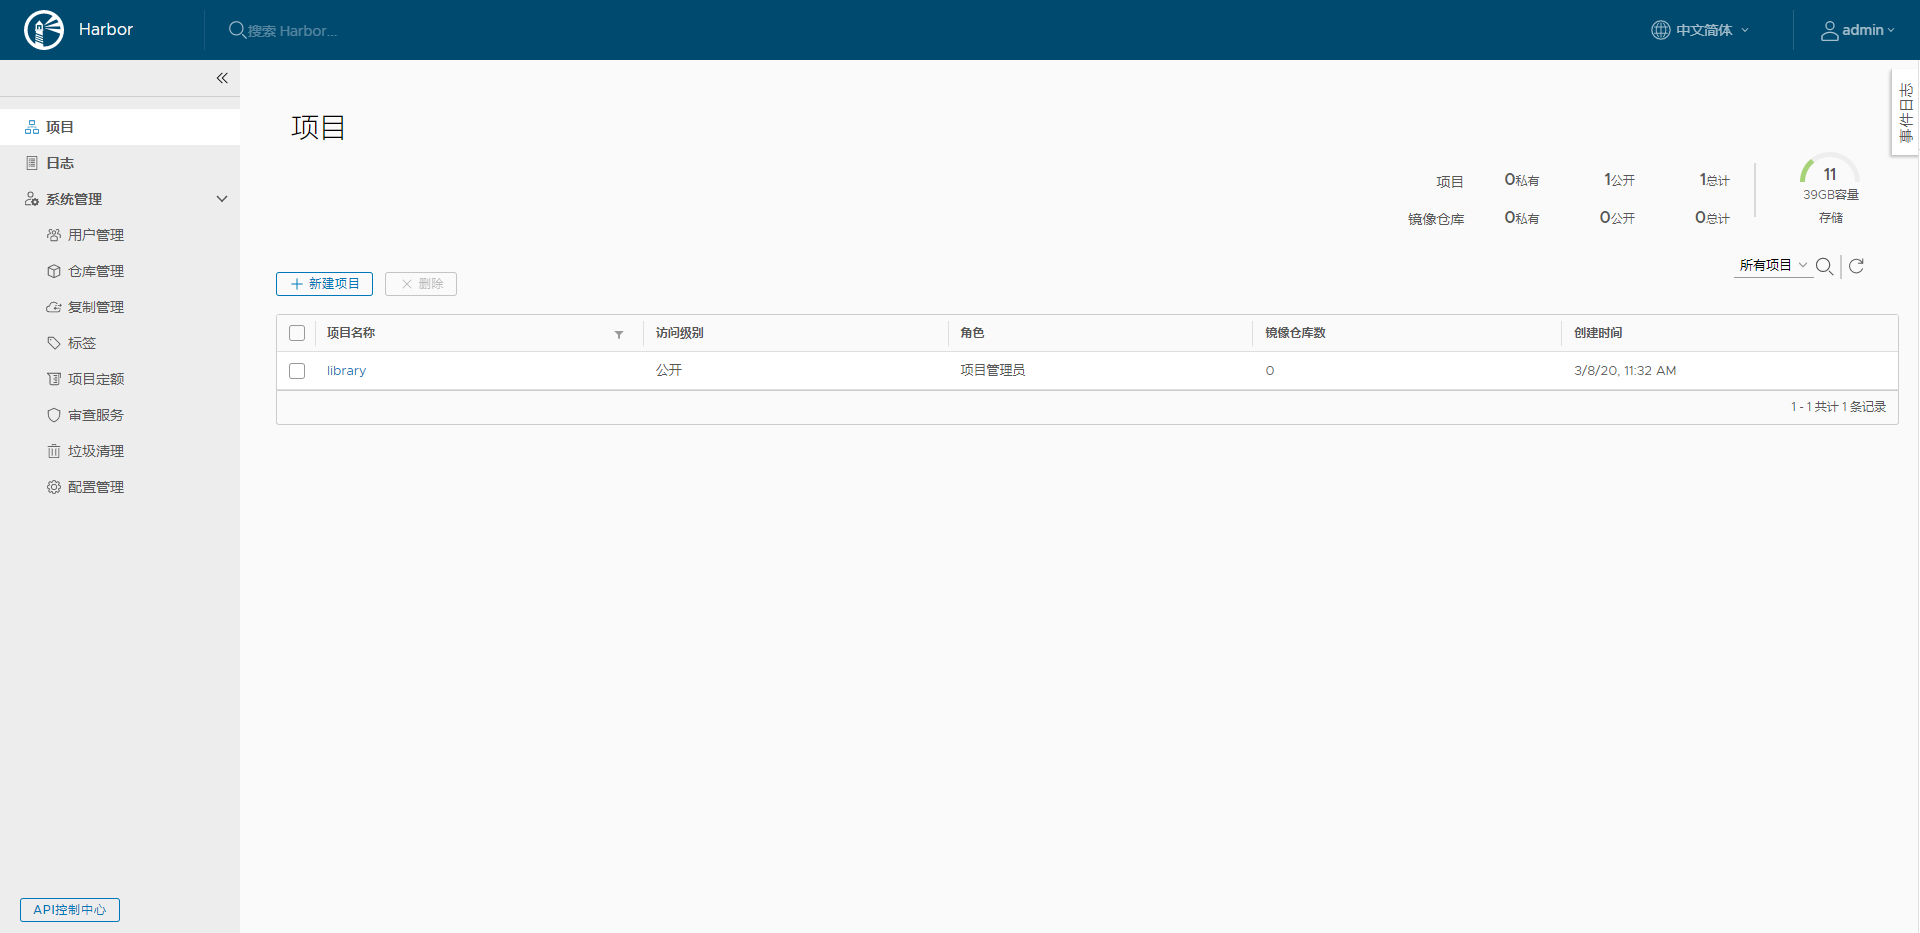 Harbor
搜索 Harbor...
中文简体
admin
事件日志
项目
日志
系统管理
用户管理
仓库管理
复制管理
标签
项目定额
审查服务
垃圾清理
配置管理
API控制中心
项目
项目 0私有 1公开 1总计
镜像仓库 0私有 0公开 0总计
11
39GB容量
存储
新建项目 删除
所有项目
项目名称 访问级别 角色 镜像仓库数 创建时间
library 公开 项目管理员 0 3/8/20, 11:32 AM
1 - 1 共计 1 条记录